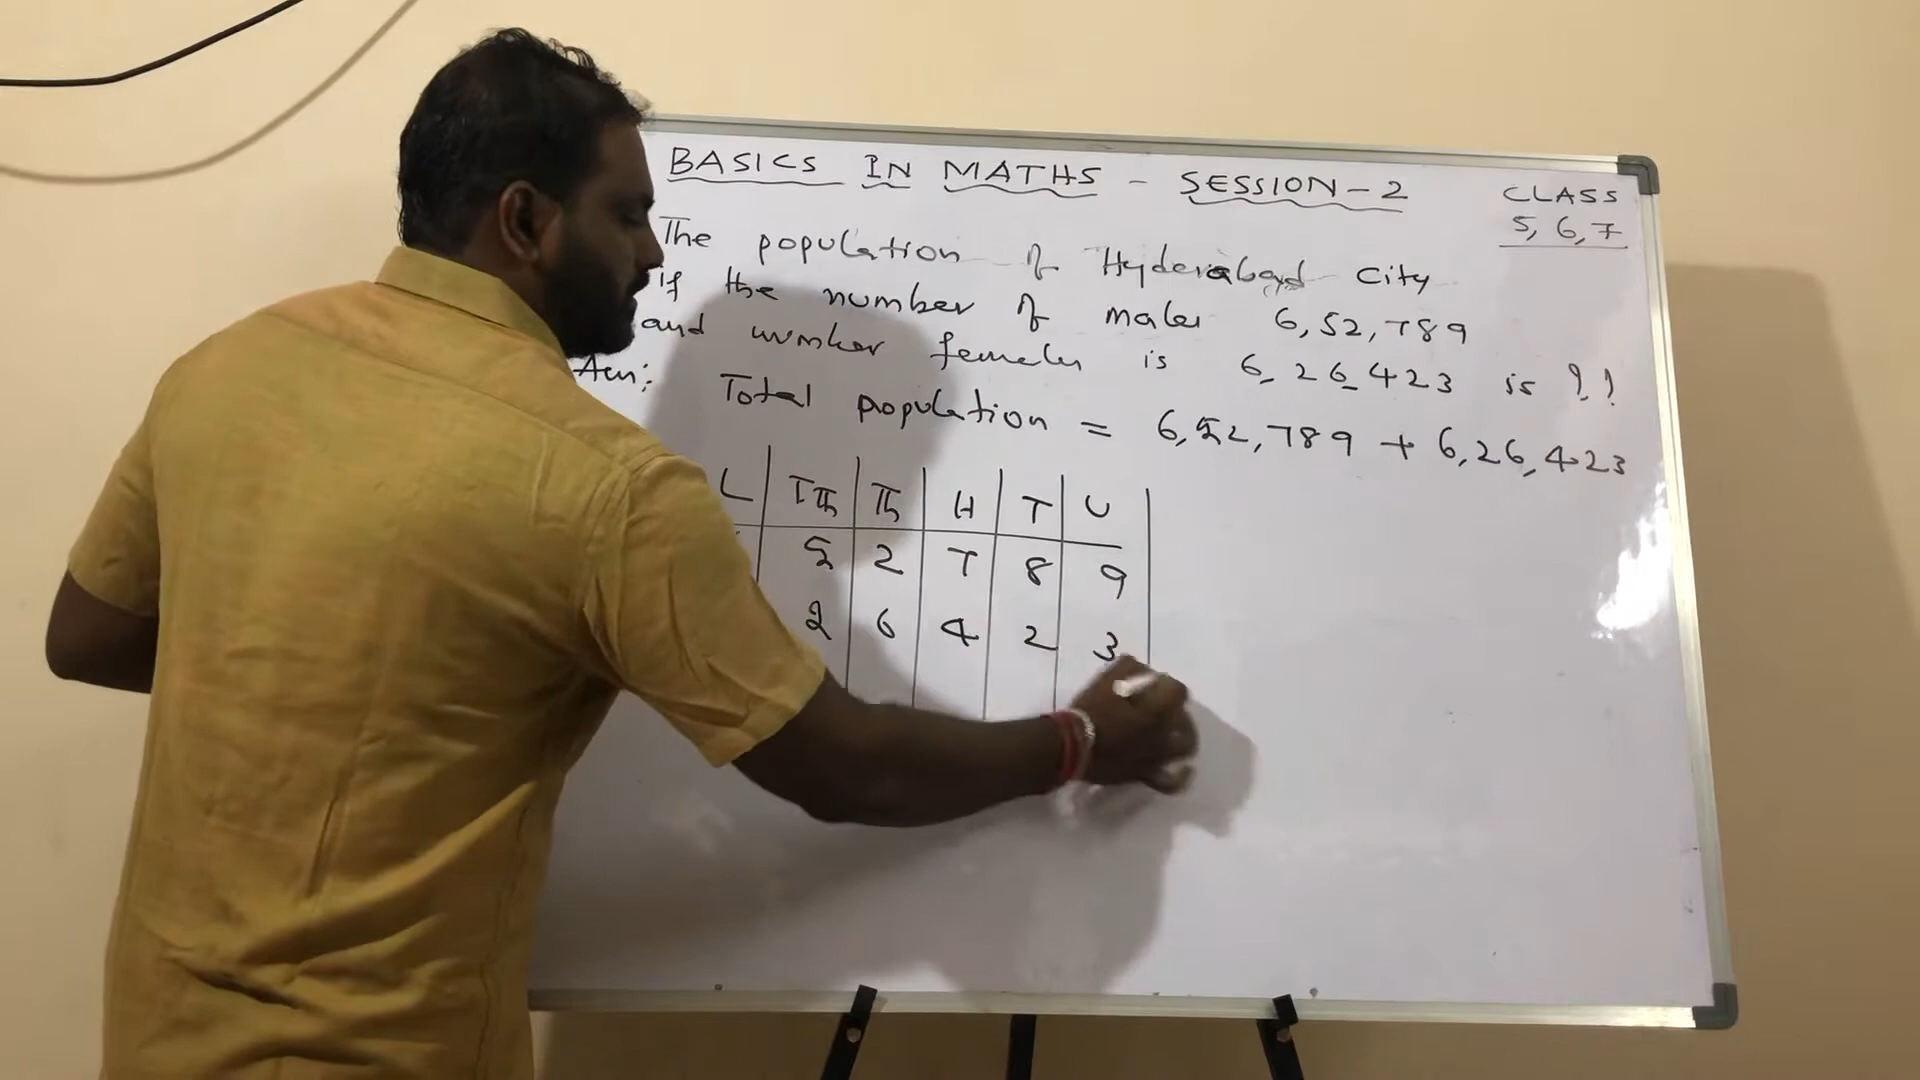 BASICS IN MATHS - SESSION-2
CLASS
5, 6, 7
The population of Hyderabad city
if the number of males 6,52,789
and number females is 6,26,423 is ??
Ans:
Total population = 6,52,789 + 6,26,423
L TTh Th H T U
5 2 7 8 9
2 6 4 2 3